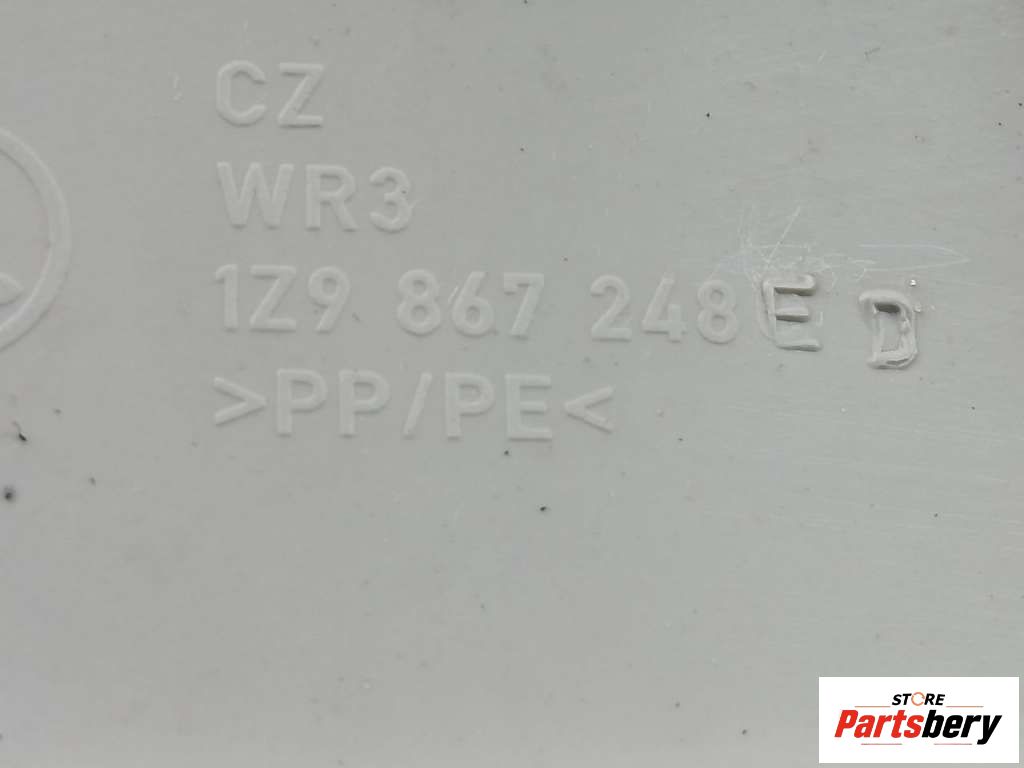 CZ
WR3
1Z9 867 248 E D
>PP/PE<
STORE
Partsbery